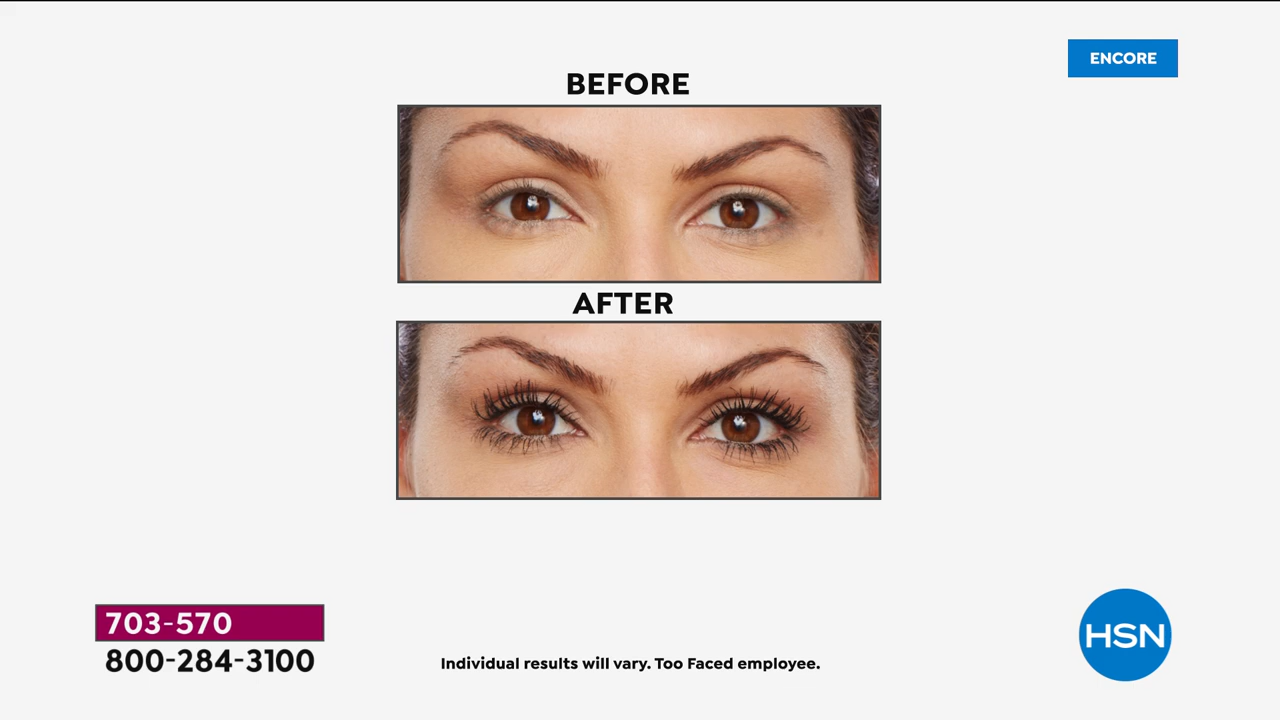 ENCORE
BEFORE
AFTER
703-570
800-284-3100
Individual results will vary. Too Faced employee.
HSN